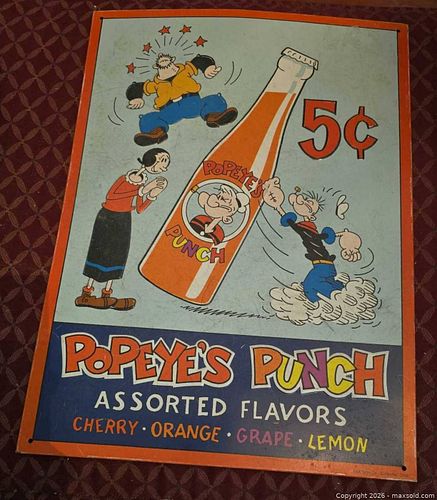 5¢
POPEYE'S
PUNCH
POPEYE'S PUNCH
ASSORTED FLAVORS
CHERRY · ORANGE · GRAPE · LEMON
Copyright © 2026 - maxsold.com